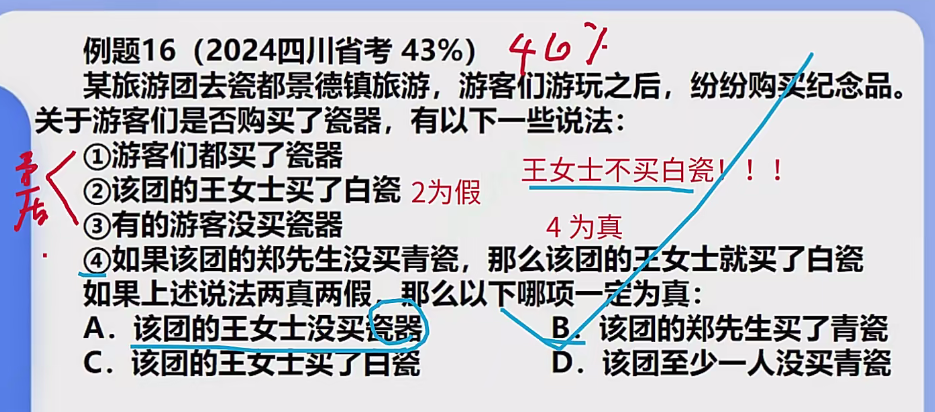 例题16（2024四川省考 43%） 46%
某旅游团去瓷都景德镇旅游，游客们游玩之后，纷纷购买纪念品。
关于游客们是否购买了瓷器，有以下一些说法：
①游客们都买了瓷器
王女士不买白瓷！！！
②该团的王女士买了白瓷 2为假
矛盾
③有的游客没买瓷器 4 为真
④如果该团的郑先生没买青瓷，那么该团的王女士就买了白瓷
如果上述说法两真两假，那么以下哪项一定为真：
A．该团的王女士没买瓷器 B．该团的郑先生买了青瓷
C．该团的王女士买了白瓷 D．该团至少一人没买青瓷